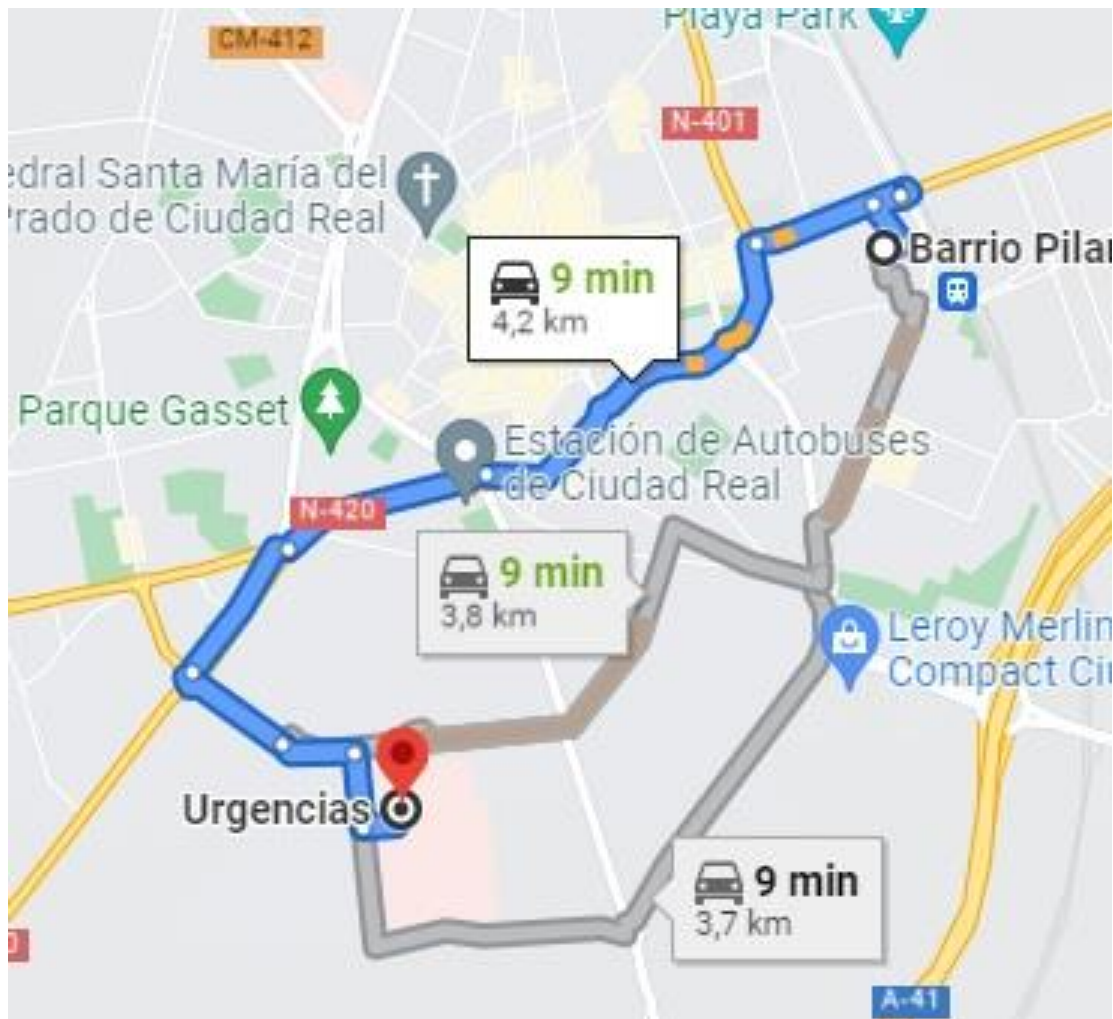 Playa Park
CM-412
N-401
edral Santa María del
Prado de Ciudad Real
Barrio Pilar
9 min
4,2 km
Parque Gasset
Estación de Autobuses
de Ciudad Real
N-420
9 min
3,8 km
Leroy Merlin
Compact Ciu
Urgencias
9 min
3,7 km
0
A-41